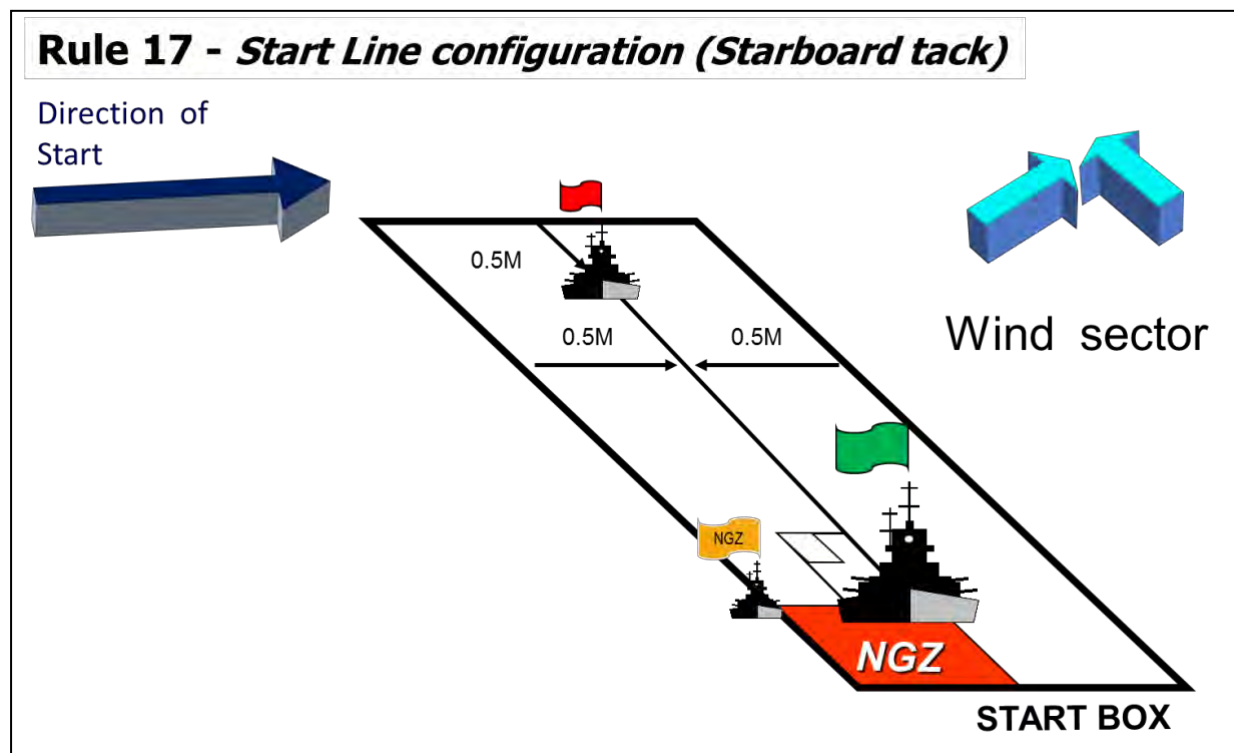 Rule 17 - Start Line configuration (Starboard tack)
Direction of
Start
0.5M
0.5M
0.5M
Wind sector
NGZ
NGZ
START BOX